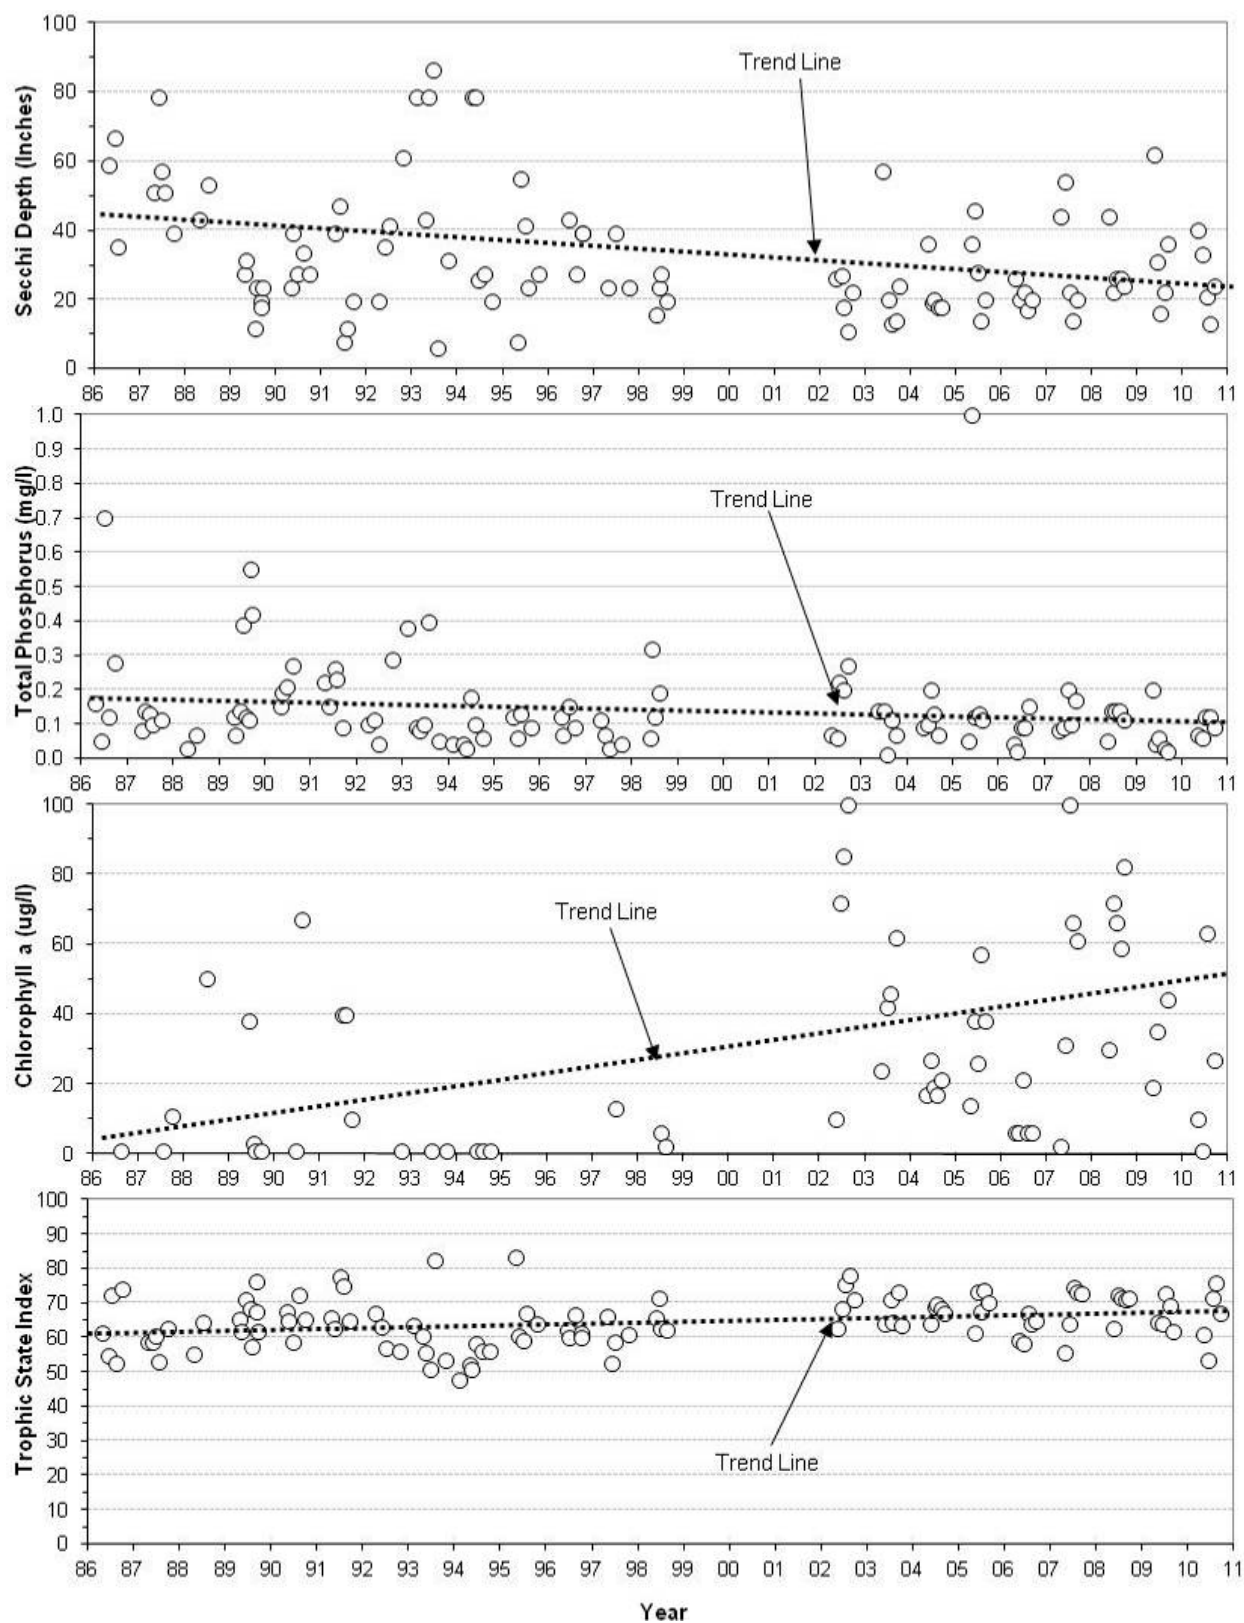 100
80
60
40
20
0
Secchi Depth (Inches)
Trend Line
86 87 88 89 90 91 92 93 94 95 96 97 98 99 00 01 02 03 04 05 06 07 08 09 10 11
1.0
0.9
0.8
0.7
0.6
0.5
0.4
0.3
0.2
0.1
0.0
Total Phosphorus (mg/l)
Trend Line
86 87 88 89 90 91 92 93 94 95 96 97 98 99 00 01 02 03 04 05 06 07 08 09 10 11
100
80
60
40
20
0
Chlorophyll a (ug/l)
Trend Line
86 87 88 89 90 91 92 93 94 95 96 97 98 99 00 01 02 03 04 05 06 07 08 09 10 11
100
90
80
70
60
50
40
30
20
10
0
Trophic State Index
Trend Line
86 87 88 89 90 91 92 93 94 95 96 97 98 99 00 01 02 03 04 05 06 07 08 09 10 11
Year